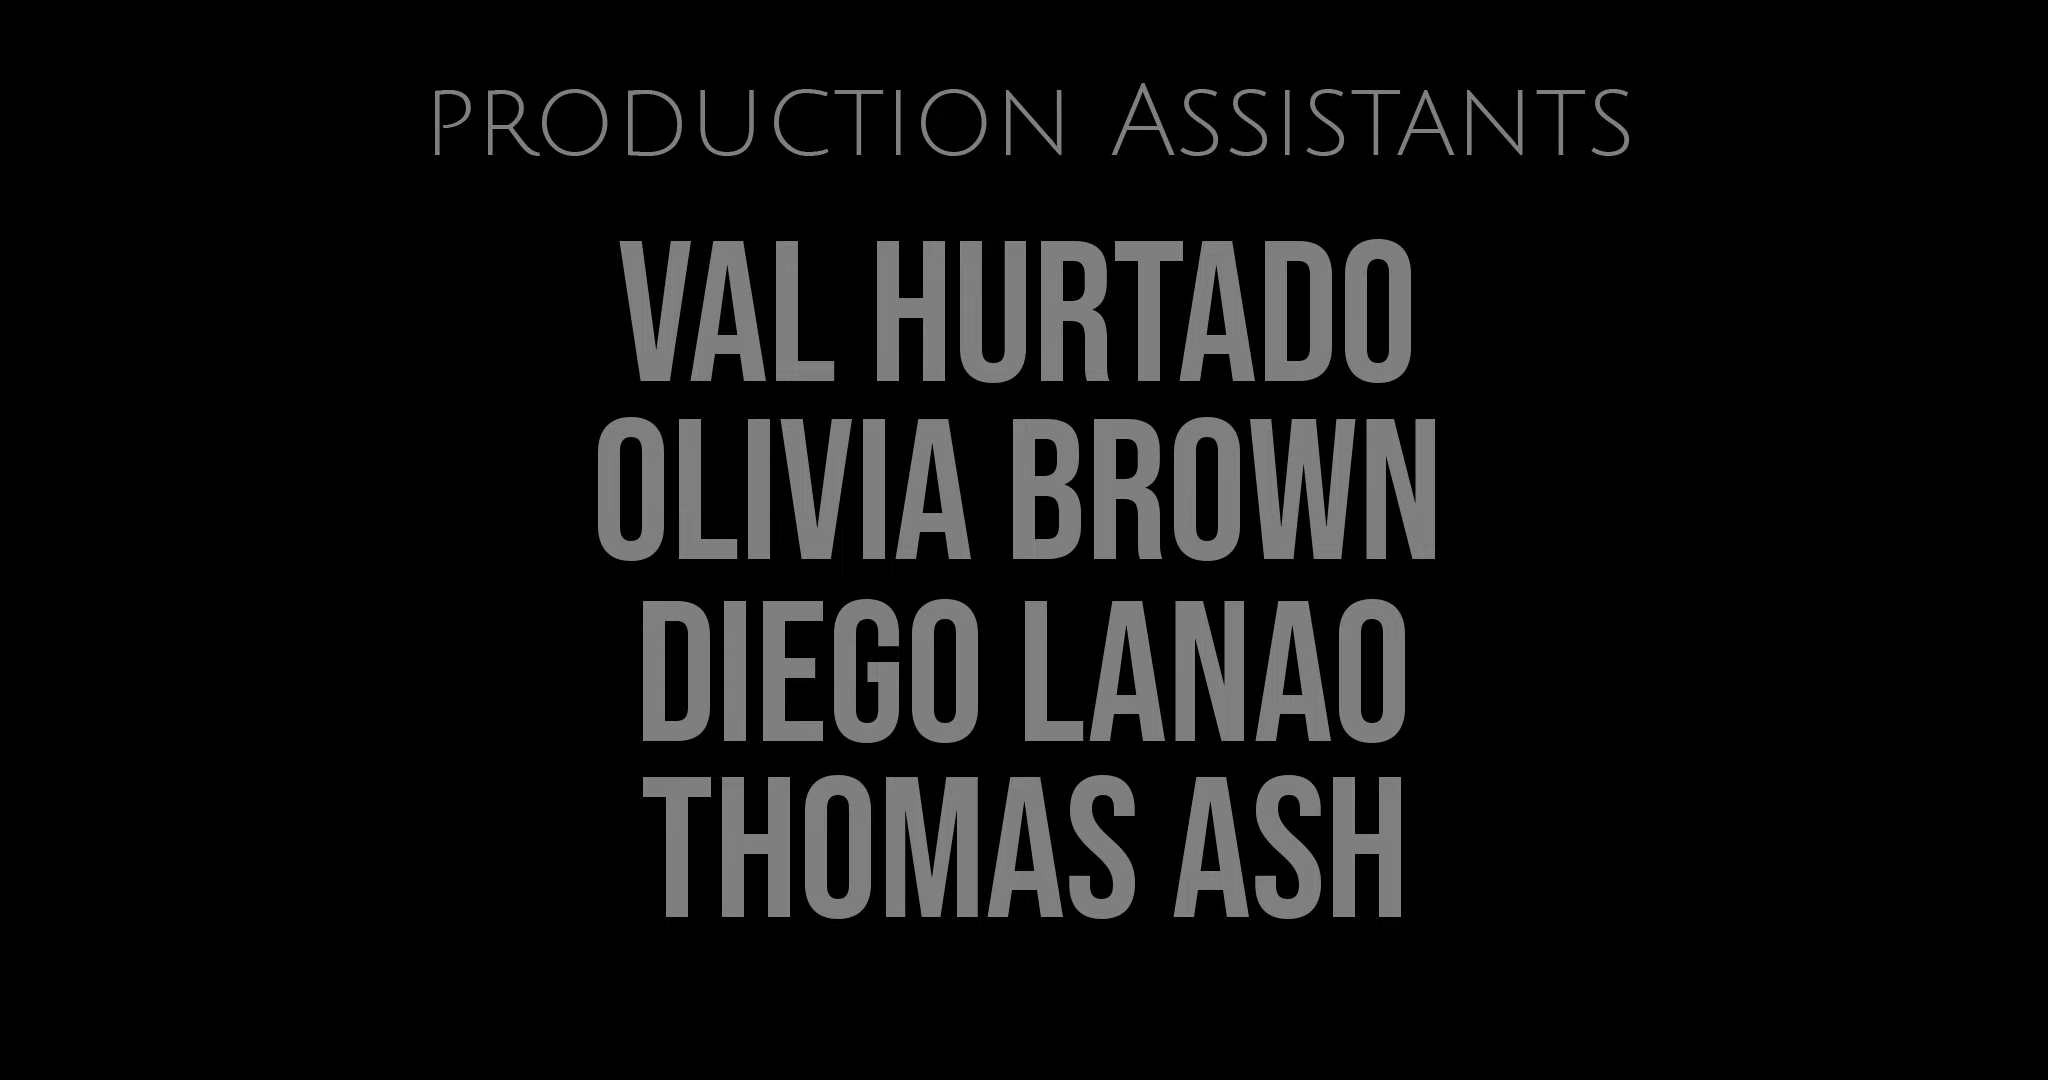 PRODUCTION ASSISTANTS
VAL HURTADO
OLIVIA BROWN
DIEGO LANAO
THOMAS ASH